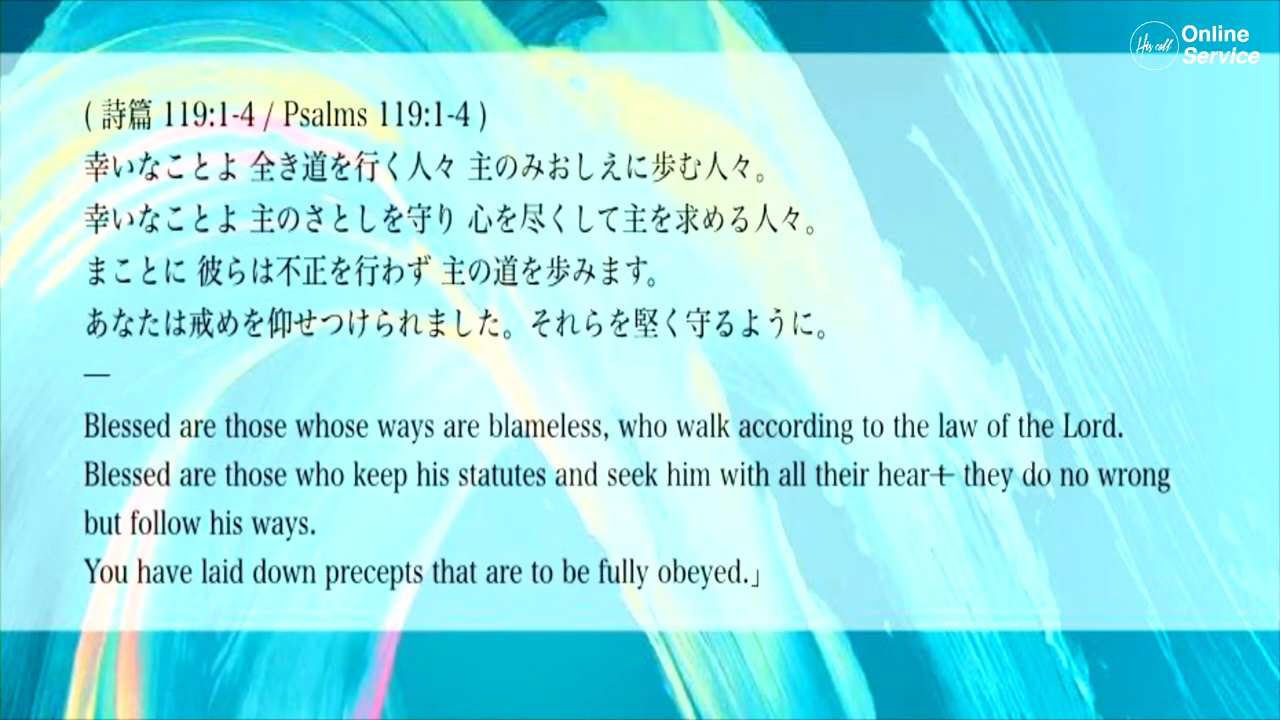 His call
Online
Service
( 詩篇 119:1-4 / Psalms 119:1-4 )
幸いなことよ 全き道を行く人々 主のみおしえに歩む人々。
幸いなことよ 主のさとしを守り 心を尽くして主を求める人々。
まことに 彼らは不正を行わず 主の道を歩みます。
あなたは戒めを仰せつけられました。それらを堅く守るように。
—
Blessed are those whose ways are blameless, who walk according to the law of the Lord.
Blessed are those who keep his statutes and seek him with all their heart— they do no wrong
but follow his ways.
You have laid down precepts that are to be fully obeyed.」